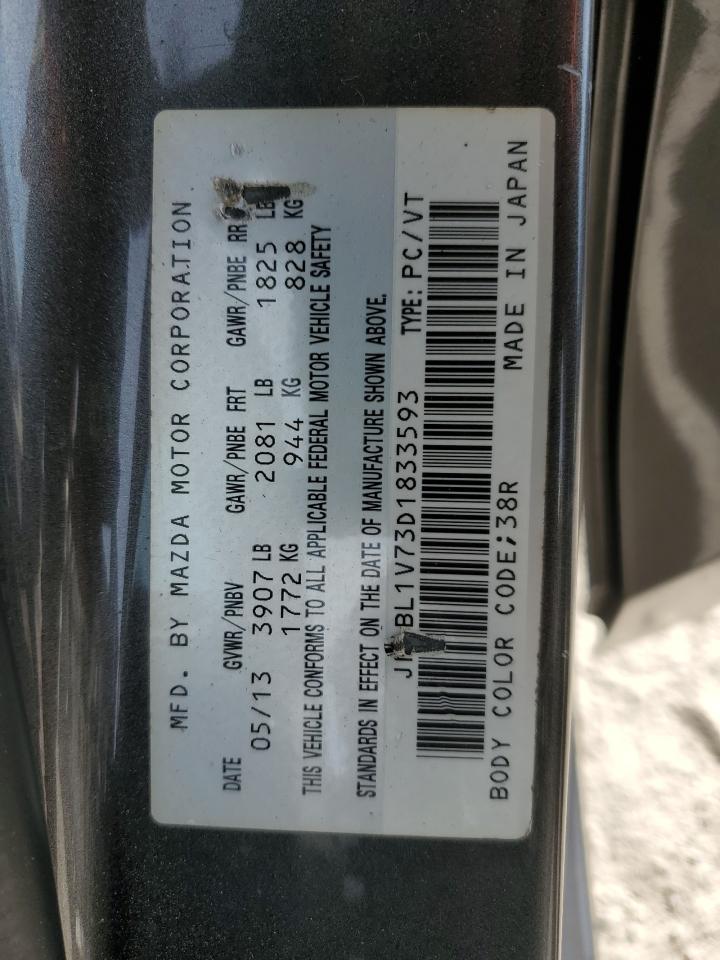 MFD. BY MAZDA MOTOR CORPORATION
DATE GVWR/PNBV GAWR/PNBE FRT GAWR/PNBE RR
05/13 3907 LB 2081 LB 1825 LB
1772 KG 944 KG 828 KG
THIS VEHICLE CONFORMS TO ALL APPLICABLE FEDERAL MOTOR VEHICLE SAFETY
STANDARDS IN EFFECT ON THE DATE OF MANUFACTURE SHOWN ABOVE.
TYPE: PC/VT
BODY COLOR CODE;38R MADE IN JAPAN